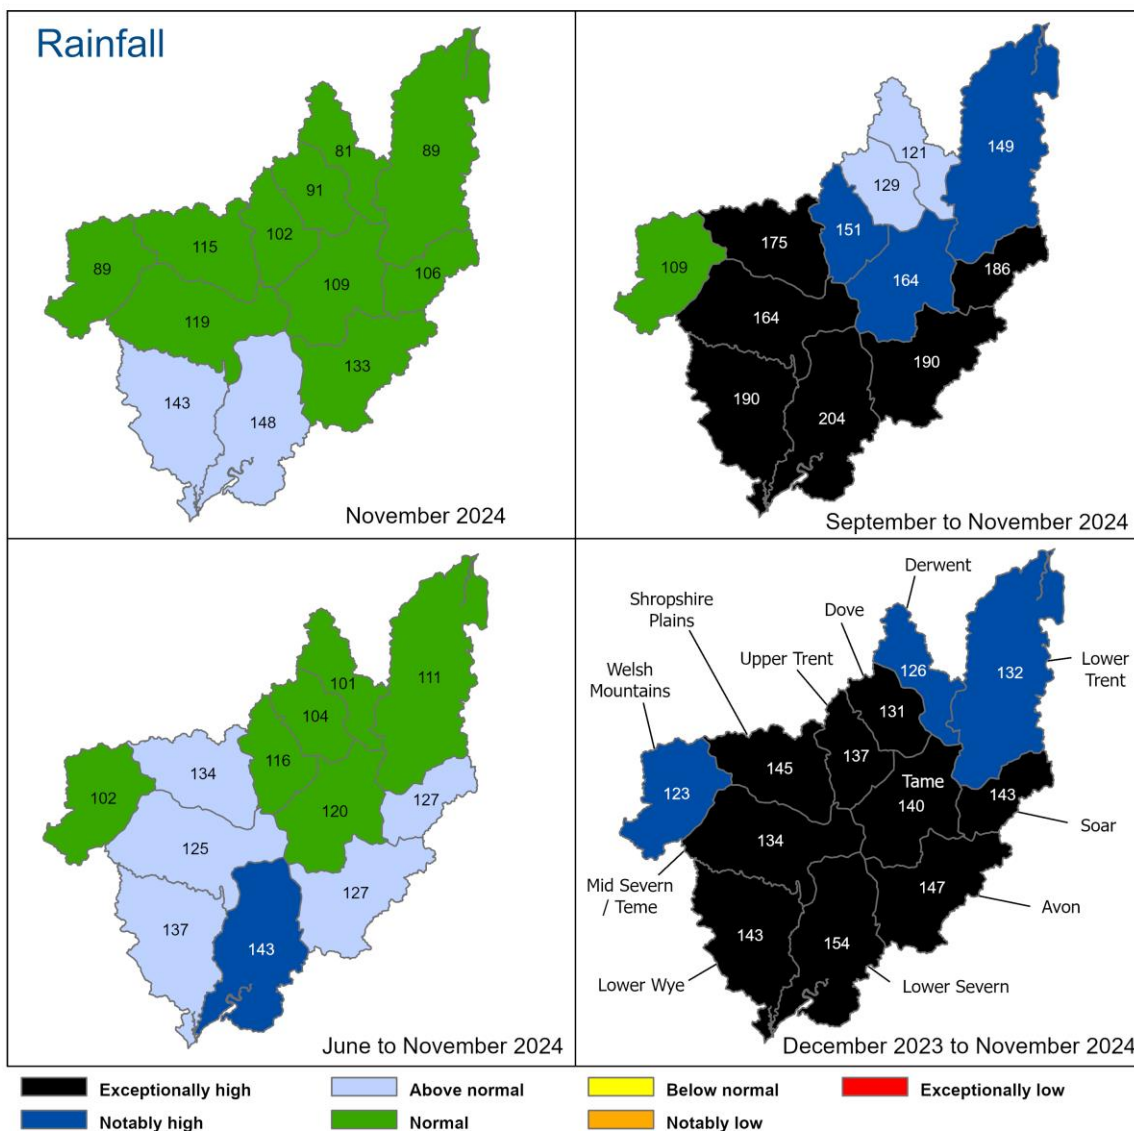 Rainfall
81
89
91
102
115
89
109
106
119
133
143
148
November 2024
121
149
129
151
175
109
186
164
164
190
190
204
September to November 2024
101
111
104
116
134
102
120
127
125
127
137
143
June to November 2024
Derwent
Shropshire
Plains
Dove
Upper Trent
Welsh
Mountains
Lower
Trent
126
132
131
137
145
Tame
123
140
143
Soar
134
Mid Severn
/ Teme
147
Avon
143
154
Lower Wye
Lower Severn
December 2023 to November 2024
Exceptionally high
Above normal
Below normal
Exceptionally low
Notably high
Normal
Notably low